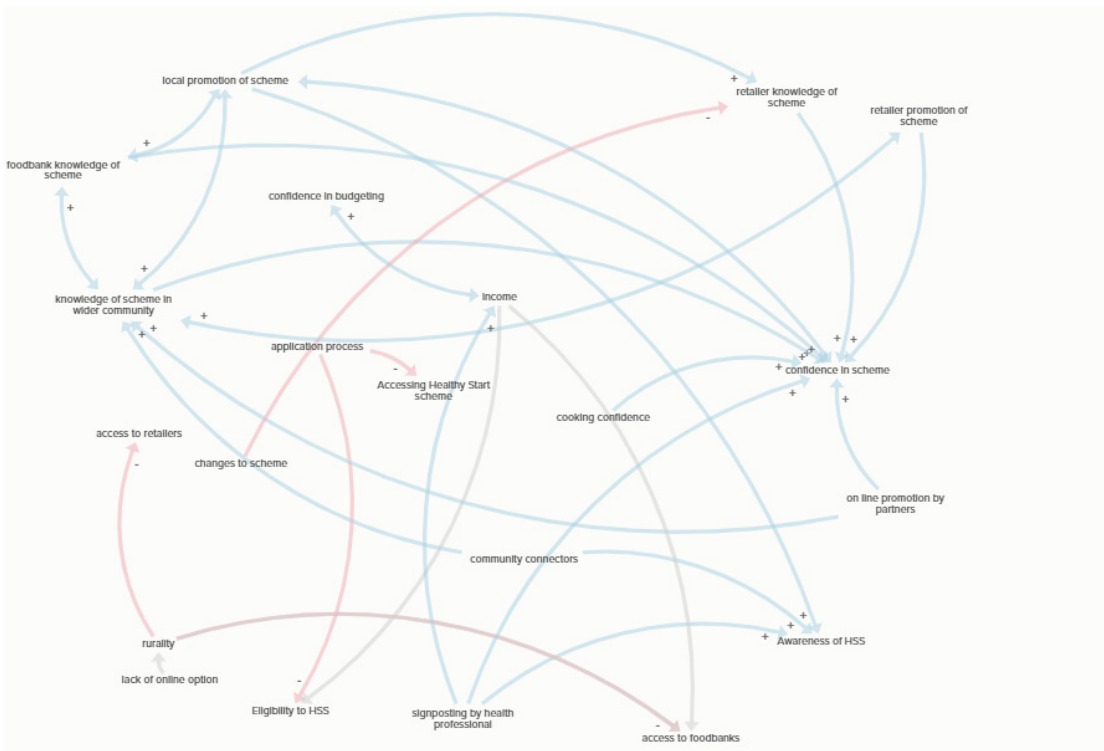 local promotion of scheme
+
retailer knowledge of
scheme
-
retailer promotion of
scheme
+
foodbank knowledge of
scheme
+
confidence in budgeting
+
+
knowledge of scheme in
wider community
+
+
+
income
+
application process
-
Accessing Healthy Start
scheme
+
+
+
+
+
+
confidence in scheme
+
+
cooking confidence
access to retailers
-
changes to scheme
on line promotion by
partners
community connectors
+
+
+
Awareness of HSS
rurality
lack of online option
-
Eligibility to HSS
signposting by health
professional
-
access to foodbanks